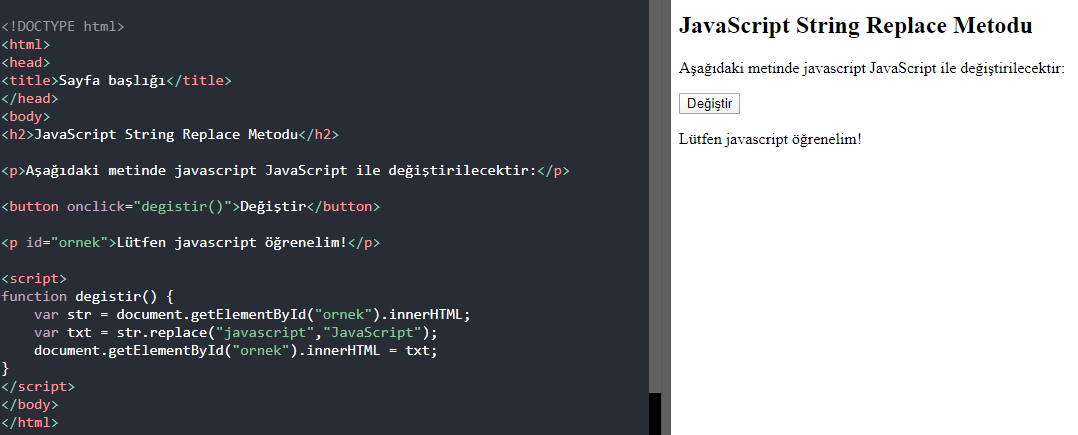 <!DOCTYPE html>
<html>
<head>
<title>Sayfa başlığı</title>
</head>
<body>
<h2>JavaScript String Replace Metodu</h2>
<p>Aşağıdaki metinde javascript JavaScript ile değiştirilecektir:</p>
<button onclick="degistir()">Değiştir</button>
<p id="ornek">Lütfen javascript öğrenelim!</p>
<script>
function degistir() {
    var str = document.getElementById("ornek").innerHTML;
    var txt = str.replace("javascript","JavaScript");
    document.getElementById("ornek").innerHTML = txt;
}
</script>
</body>
</html>
JavaScript String Replace Metodu
Aşağıdaki metinde javascript JavaScript ile değiştirilecektir:
Değiştir
Lütfen javascript öğrenelim!